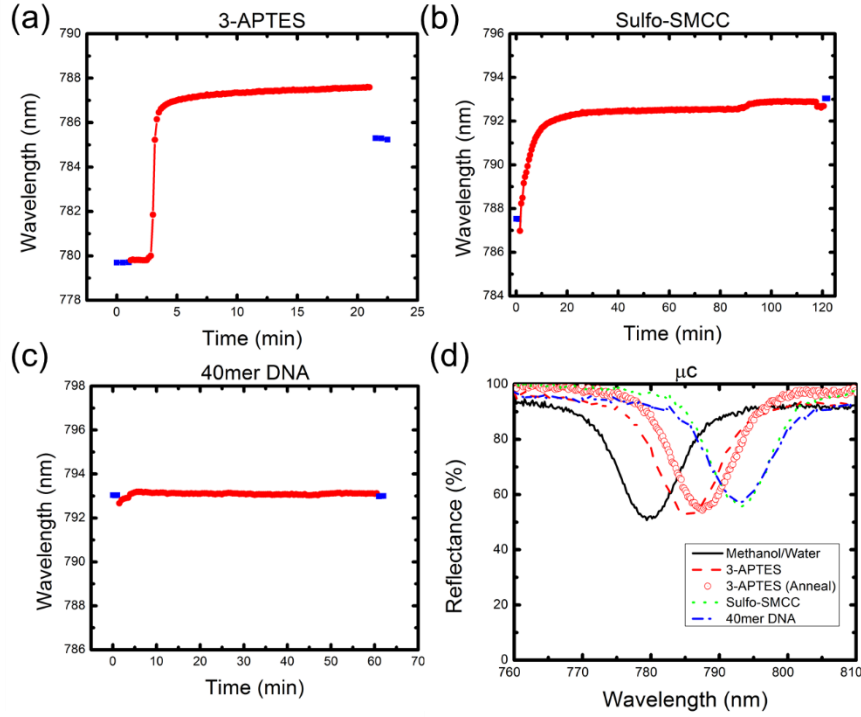 (a)
3-APTES
790
788
786
784
782
780
778
Wavelength (nm)
0 5 10 15 20 25
Time (min)
(b)
Sulfo-SMCC
796
794
792
790
788
786
784
Wavelength (nm)
0 20 40 60 80 100 120
Time (min)
(c)
40mer DNA
798
796
794
792
790
788
786
Wavelength (nm)
0 10 20 30 40 50 60 70
Time (min)
(d)
μC
100
80
60
40
20
0
Reflectance (%)
Methanol/Water
3-APTES
3-APTES (Anneal)
Sulfo-SMCC
40mer DNA
760 770 780 790 800 810
Wavelength (nm)